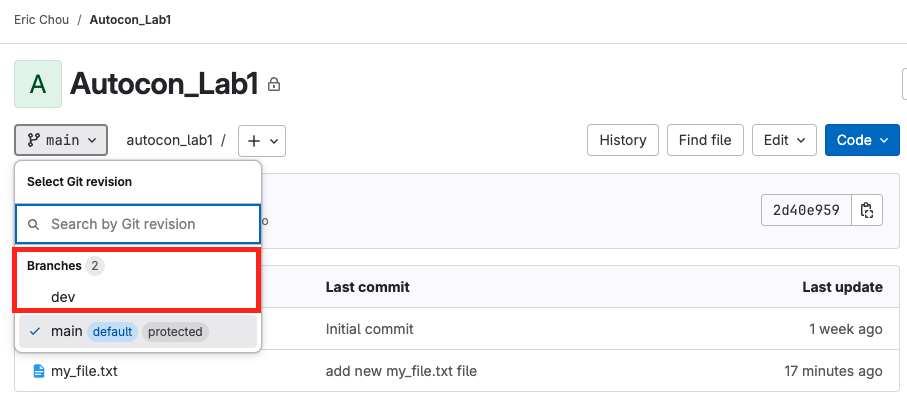 Eric Chou / Autocon_Lab1
A Autocon_Lab1
main autocon_lab1 / + History Find file Edit Code
Select Git revision
Search by Git revision
o 2d40e959
Branches 2
Last commit Last update
dev
main default protected Initial commit 1 week ago
my_file.txt add new my_file.txt file 17 minutes ago